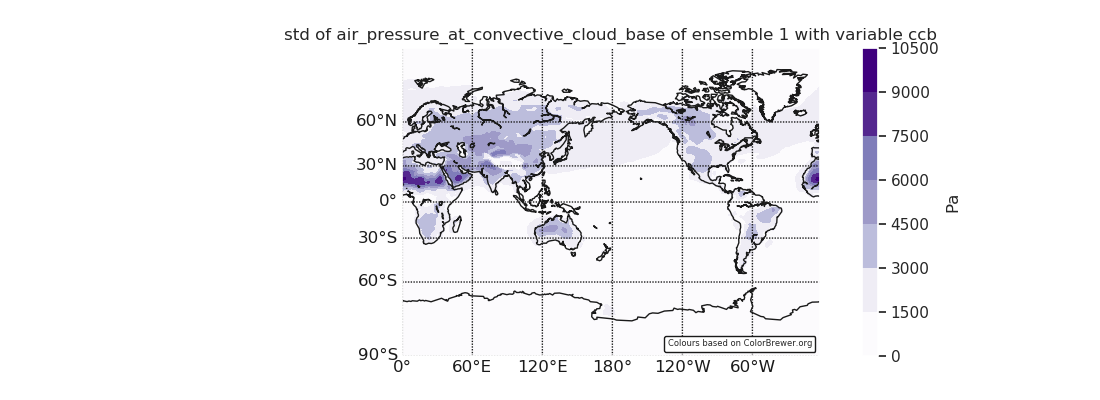 std of air_pressure_at_convective_cloud_base of ensemble 1 with variable ccb
60°N
30°N
0°
30°S
60°S
90°S
0°
60°E
120°E
180°
120°W
60°W
Colours based on ColorBrewer.org
10500
9000
7500
6000
4500
3000
1500
0
Pa